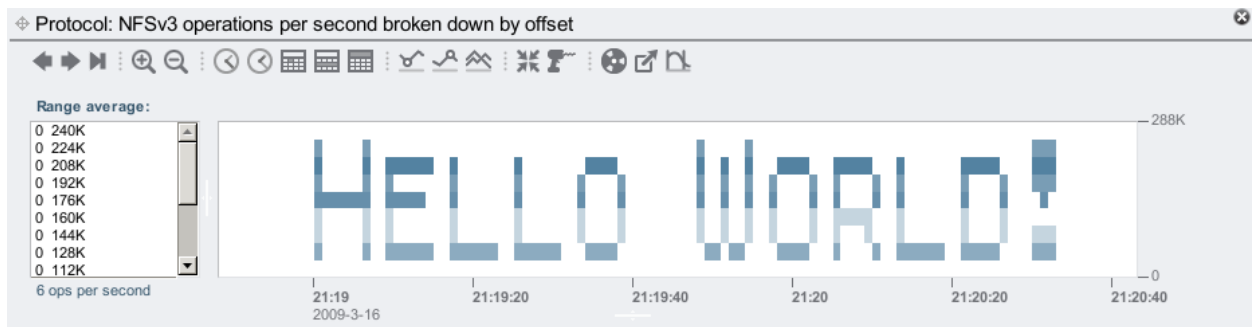 Protocol: NFSv3 operations per second broken down by offset
Range average:
0 240K
0 224K
0 208K
0 192K
0 176K
0 160K
0 144K
0 128K
0 112K
6 ops per second
288K
HELLO WORLD!
0
21:19 21:19:20 21:19:40 21:20 21:20:20 21:20:40
2009-3-16